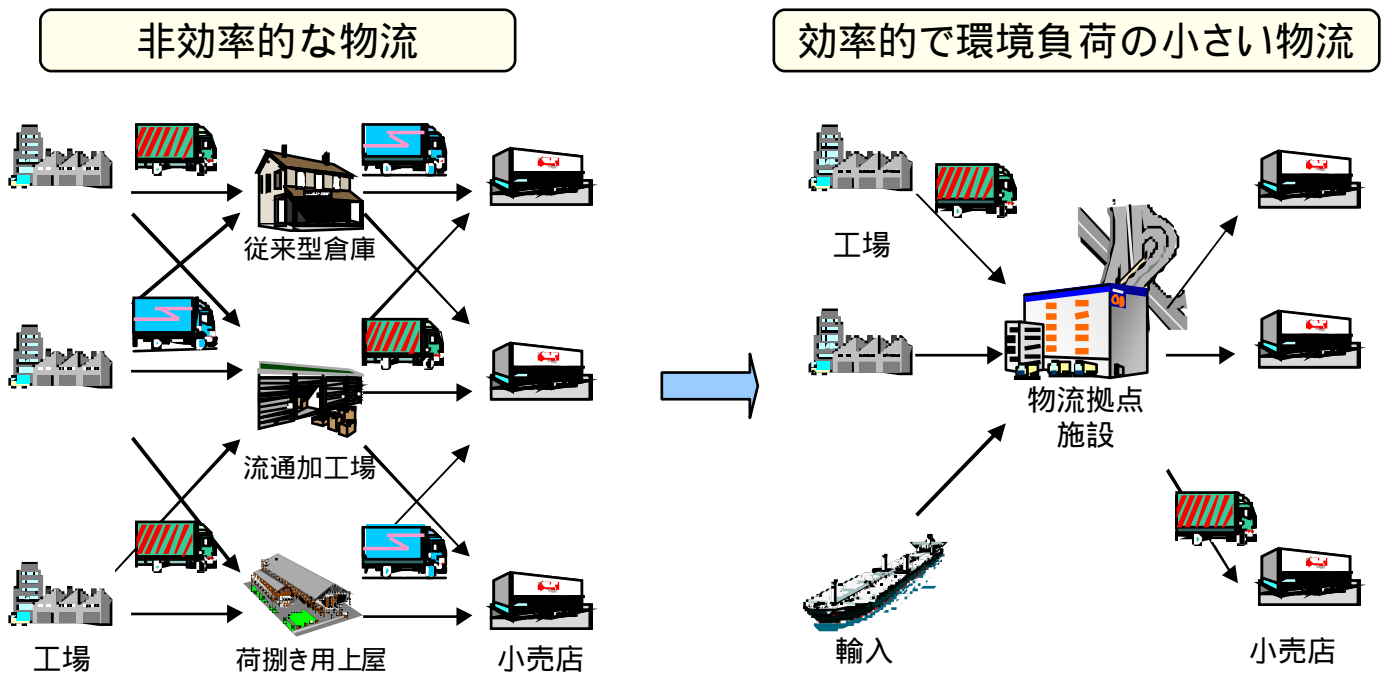 非効率的な物流
効率的で環境負荷の小さい物流
従来型倉庫
流通加工場
工場
荷捌き用上屋
小売店
工場
物流拠点
施設
輸入
小売店